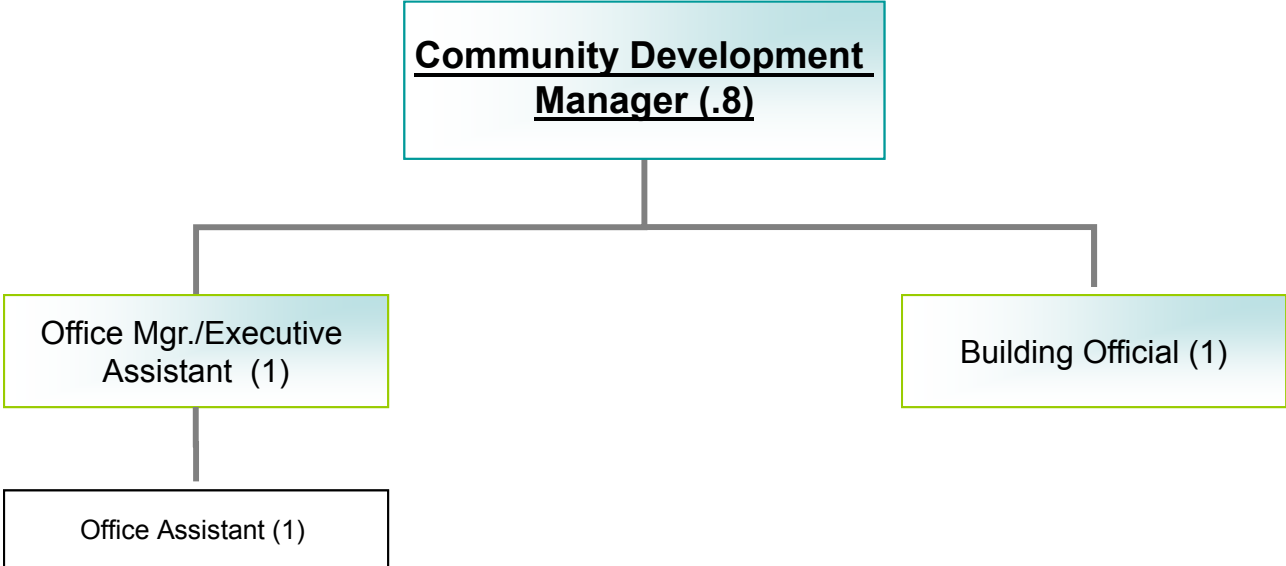 Community Development
Manager (.8)
Office Mgr./Executive
Assistant (1)
Building Official (1)
Office Assistant (1)